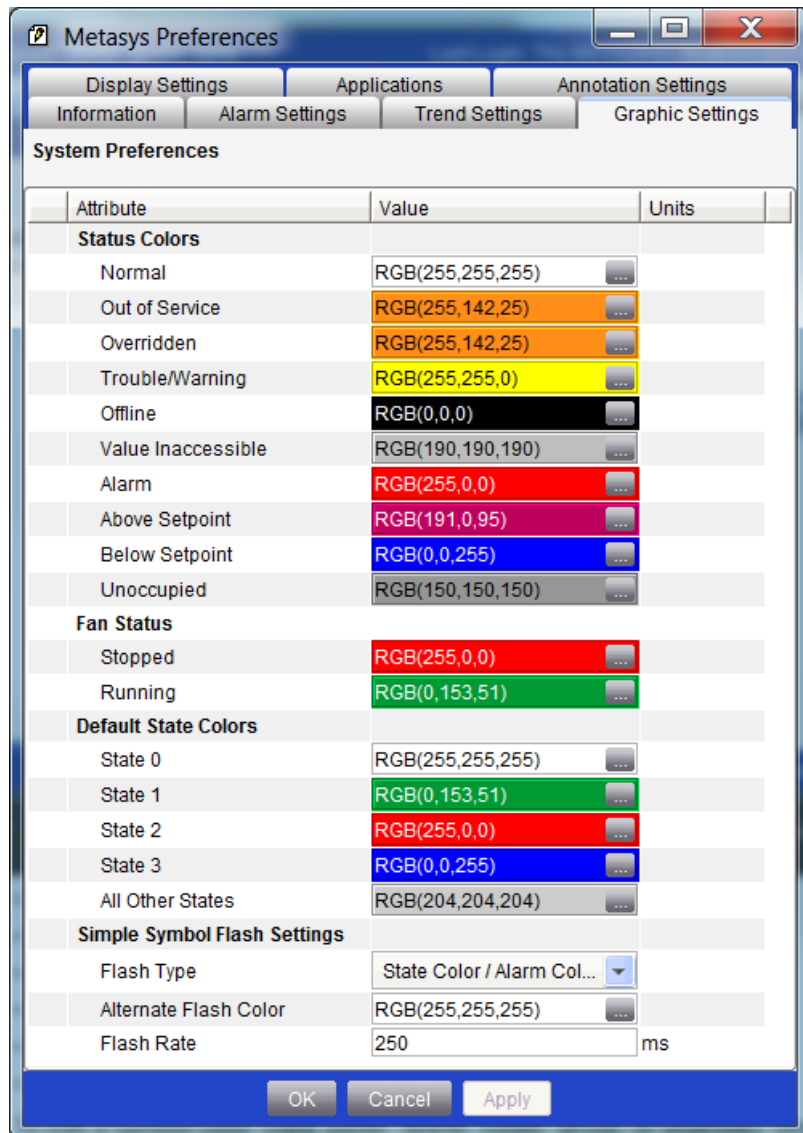 Metasys Preferences
Display Settings Applications Annotation Settings
Information Alarm Settings Trend Settings Graphic Settings
System Preferences
Attribute Value Units
Status Colors
Normal RGB(255,255,255) ...
Out of Service RGB(255,142,25) ...
Overridden RGB(255,142,25) ...
Trouble/Warning RGB(255,255,0) ...
Offline RGB(0,0,0) ...
Value Inaccessible RGB(190,190,190) ...
Alarm RGB(255,0,0) ...
Above Setpoint RGB(191,0,95) ...
Below Setpoint RGB(0,0,255) ...
Unoccupied RGB(150,150,150) ...
Fan Status
Stopped RGB(255,0,0) ...
Running RGB(0,153,51) ...
Default State Colors
State 0 RGB(255,255,255) ...
State 1 RGB(0,153,51) ...
State 2 RGB(255,0,0) ...
State 3 RGB(0,0,255) ...
All Other States RGB(204,204,204) ...
Simple Symbol Flash Settings
Flash Type State Color / Alarm Col...
Alternate Flash Color RGB(255,255,255) ...
Flash Rate 250 ms
OK Cancel Apply